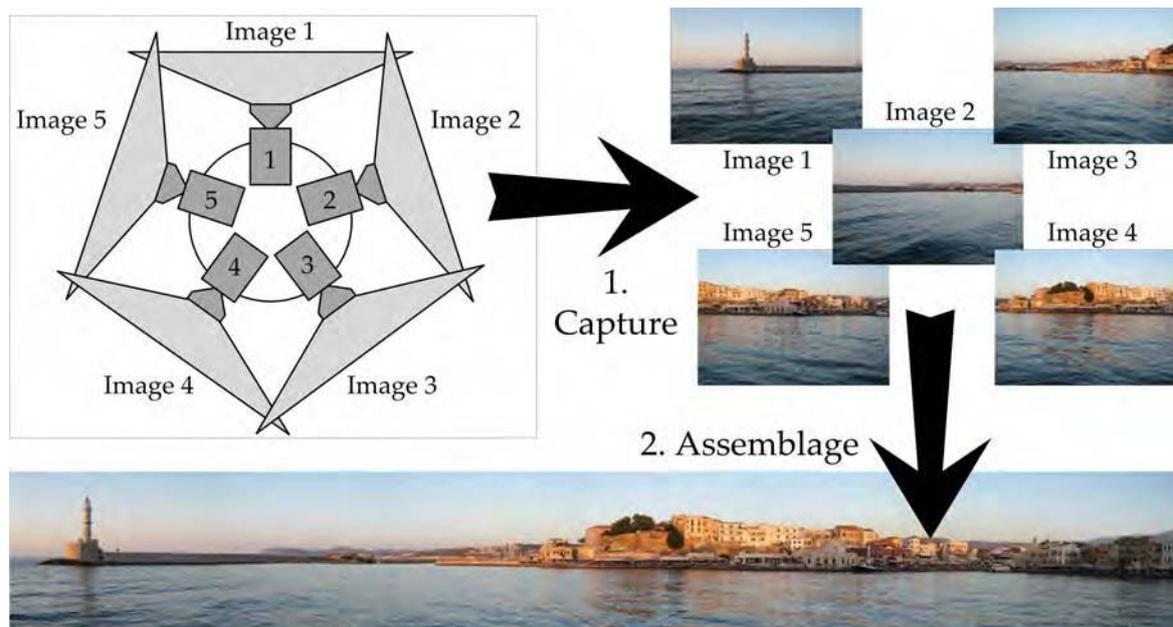 Image 1
Image 5
Image 2
1
5
2
4
3
Image 4
Image 3
1.
Capture
Image 2
Image 1
Image 3
Image 5
Image 4
2. Assemblage